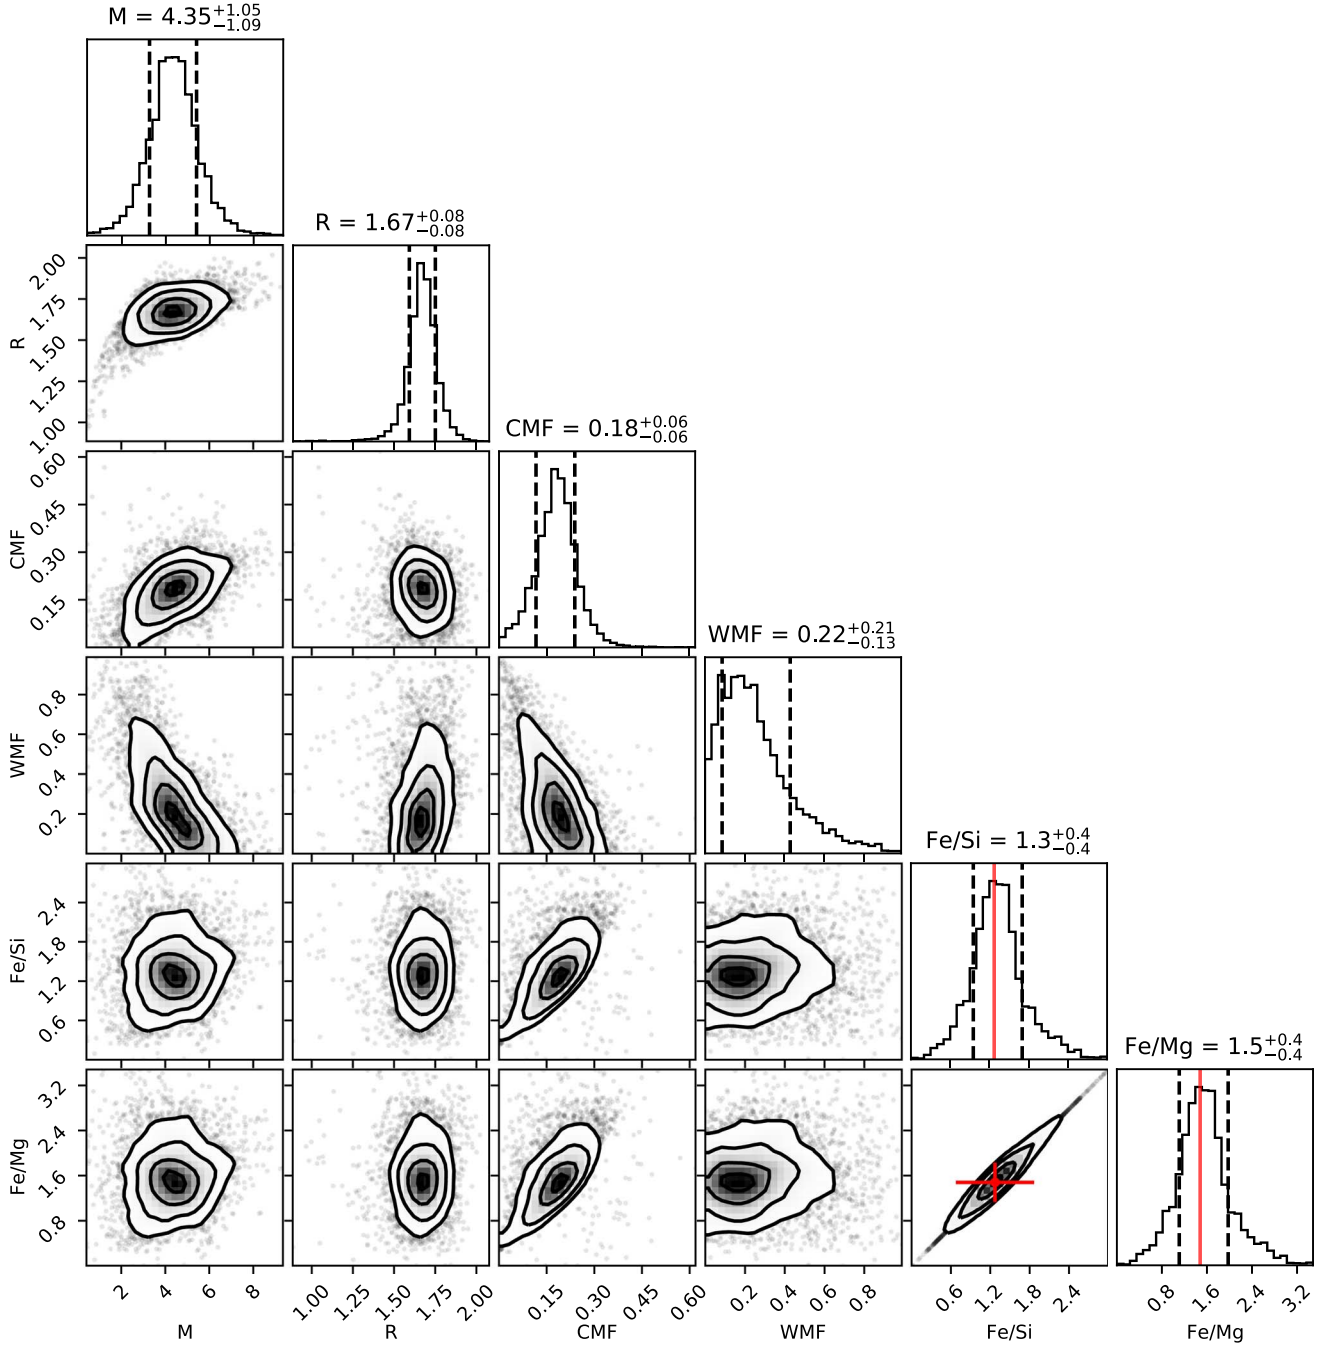 M = 4.35+1.05−1.09
R = 1.67+0.08−0.08
CMF = 0.18+0.06−0.06
WMF = 0.22+0.21−0.13
Fe/Si = 1.3+0.4−0.4
Fe/Mg = 1.5+0.4−0.4
R
2.00
1.75
1.50
1.25
1.00
CMF
0.60
0.45
0.30
0.15
WMF
0.8
0.6
0.4
0.2
Fe/Si
2.4
1.8
1.2
0.6
Fe/Mg
3.2
2.4
1.6
0.8
2 4 6 8
M
1.00 1.25 1.50 1.75 2.00
R
0.15 0.30 0.45 0.60
CMF
0.2 0.4 0.6 0.8
WMF
0.6 1.2 1.8 2.4
Fe/Si
0.8 1.6 2.4 3.2
Fe/Mg